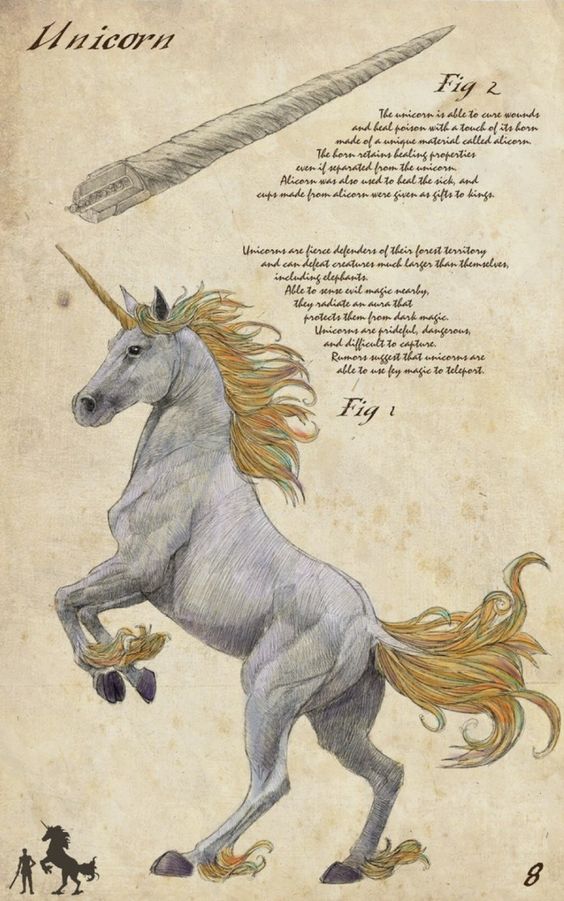 Unicorn
Fig 2
The unicorn is able to cure wounds
and heal poison with a touch of its horn
made of a unique material called alicorn.
The horn retains healing properties
even if separated from the unicorn.
Alicorn was also used to heal the sick, and
cups made from alicorn were given as gifts to kings.
Unicorns are fierce defenders of their forest territory
and can defeat creatures much larger than themselves,
including elephants.
Able to sense evil magic nearby,
they radiate an aura that
protects them from dark magic.
Unicorns are prideful, dangerous,
and difficult to capture.
Rumors suggest that unicorns are
able to use fey magic to teleport.
Fig 1
8